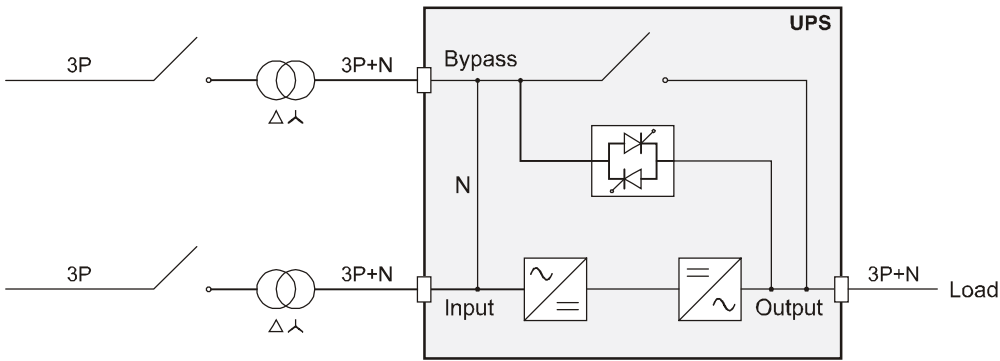 UPS
3P
3P+N
Bypass
N
3P
3P+N
Input
Output
3P+N
Load